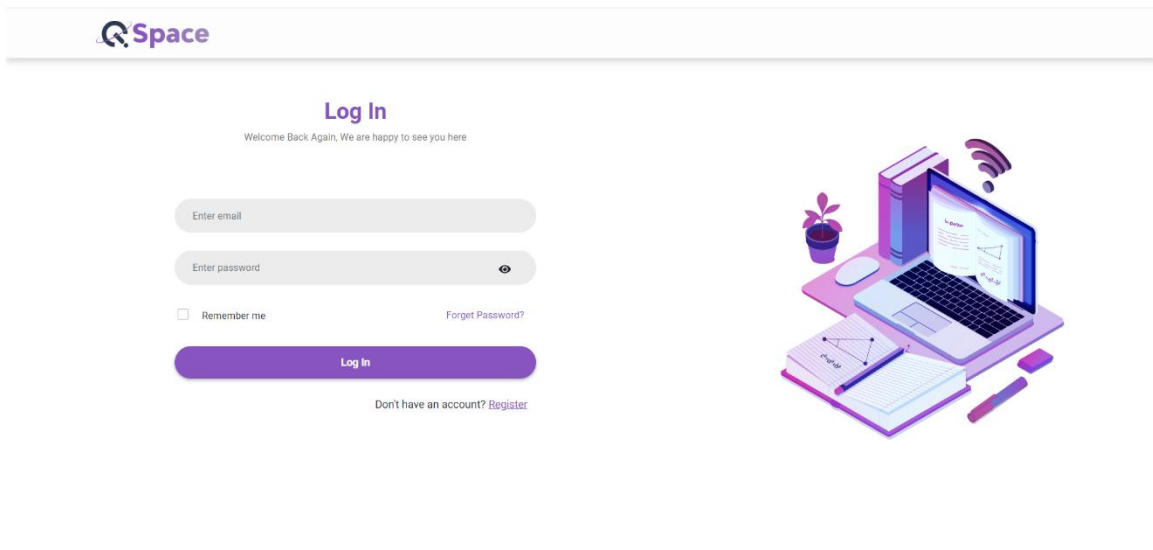 QSpace
Log In
Welcome Back Again, We are happy to see you here
Enter email
Enter password
Remember me
Forget Password?
Log In
Don't have an account? Register